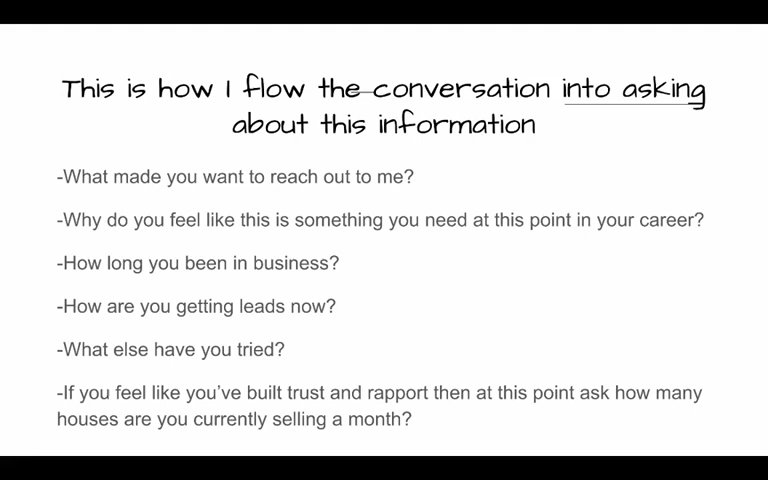 This is how I flow the conversation into asking
about this information
-What made you want to reach out to me?
-Why do you feel like this is something you need at this point in your career?
-How long you been in business?
-How are you getting leads now?
-What else have you tried?
-If you feel like you've built trust and rapport then at this point ask how many
houses are you currently selling a month?